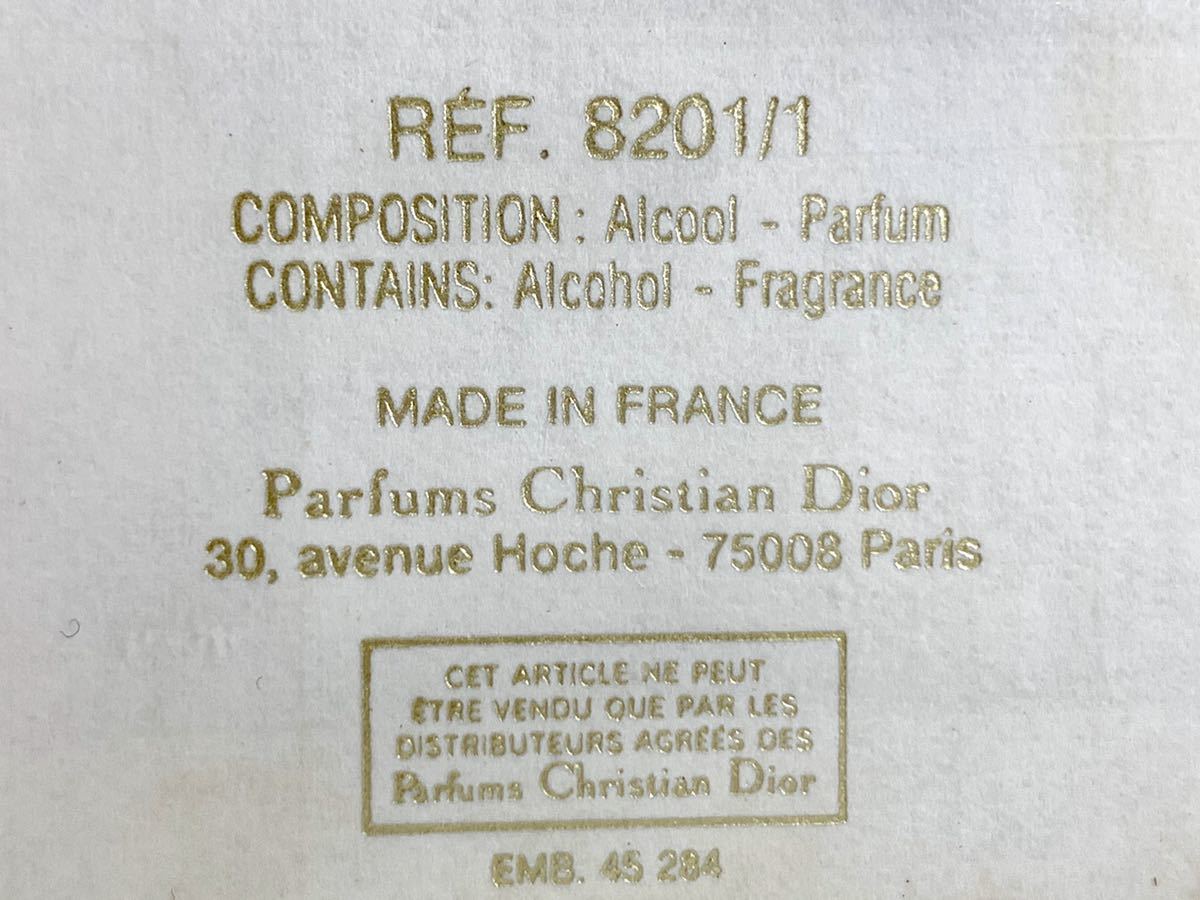 RÉF. 8201/1
COMPOSITION : Alcool - Parfum
CONTAINS: Alcohol - Fragrance
MADE IN FRANCE
Parfums Christian Dior
30, avenue Hoche - 75008 Paris
CET ARTICLE NE PEUT
ÊTRE VENDU QUE PAR LES
DISTRIBUTEURS AGRÉÉS DES
Parfums Christian Dior
EMB. 45 284